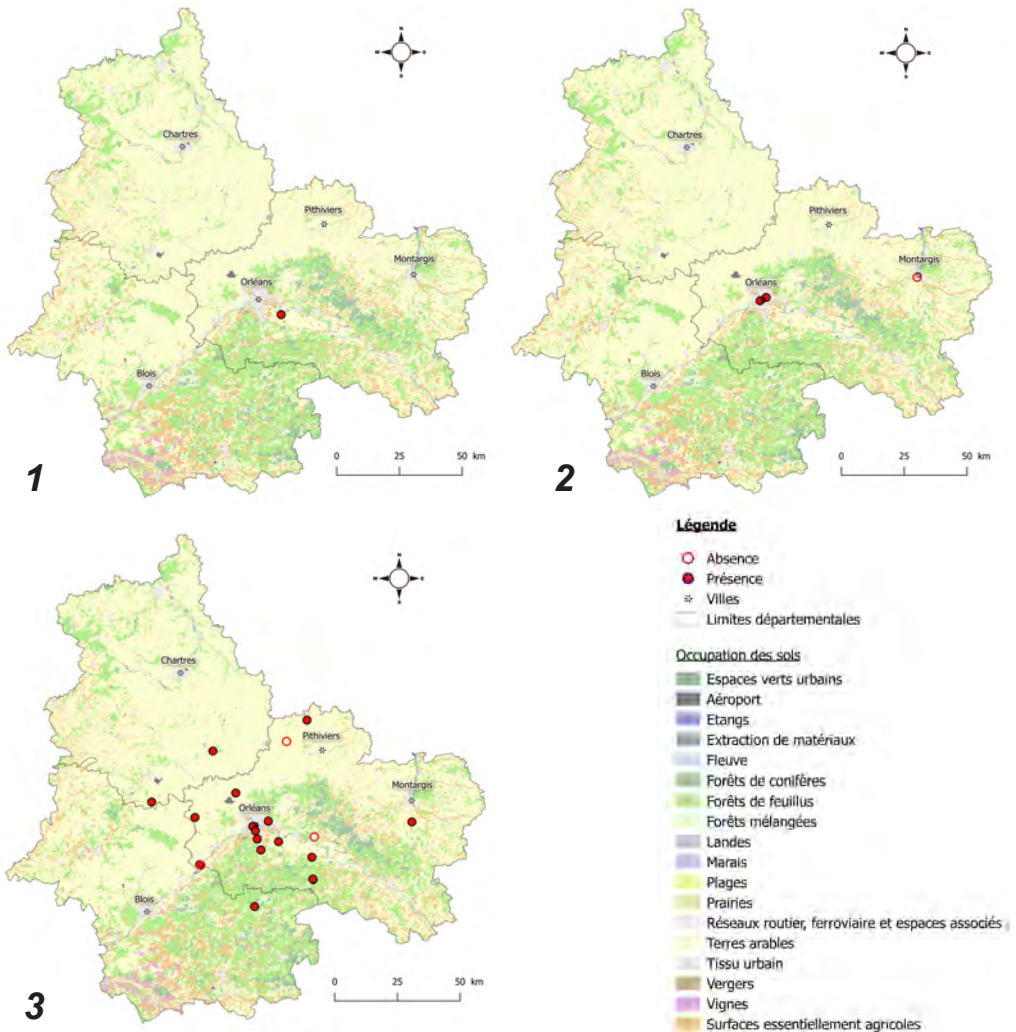 N
W E
S
Chartres
Pithiviers
Montargis
Orléans
Blois
0 25 50 km
1
N
W E
S
Chartres
Pithiviers
Montargis
Orléans
Blois
0 25 50 km
2
N
W E
S
Chartres
Pithiviers
Montargis
Orléans
Blois
0 25 50 km
3
Légende
Absence
Présence
Villes
Limites départementales
Occupation des sols
Espaces verts urbains
Aéroport
Etangs
Extraction de matériaux
Fleuve
Forêts de conifères
Forêts de feuillus
Forêts mélangées
Landes
Marais
Plages
Prairies
Réseaux routier, ferroviaire et espaces associés
Terres arables
Tissu urbain
Vergers
Vignes
Surfaces essentiellement agricoles